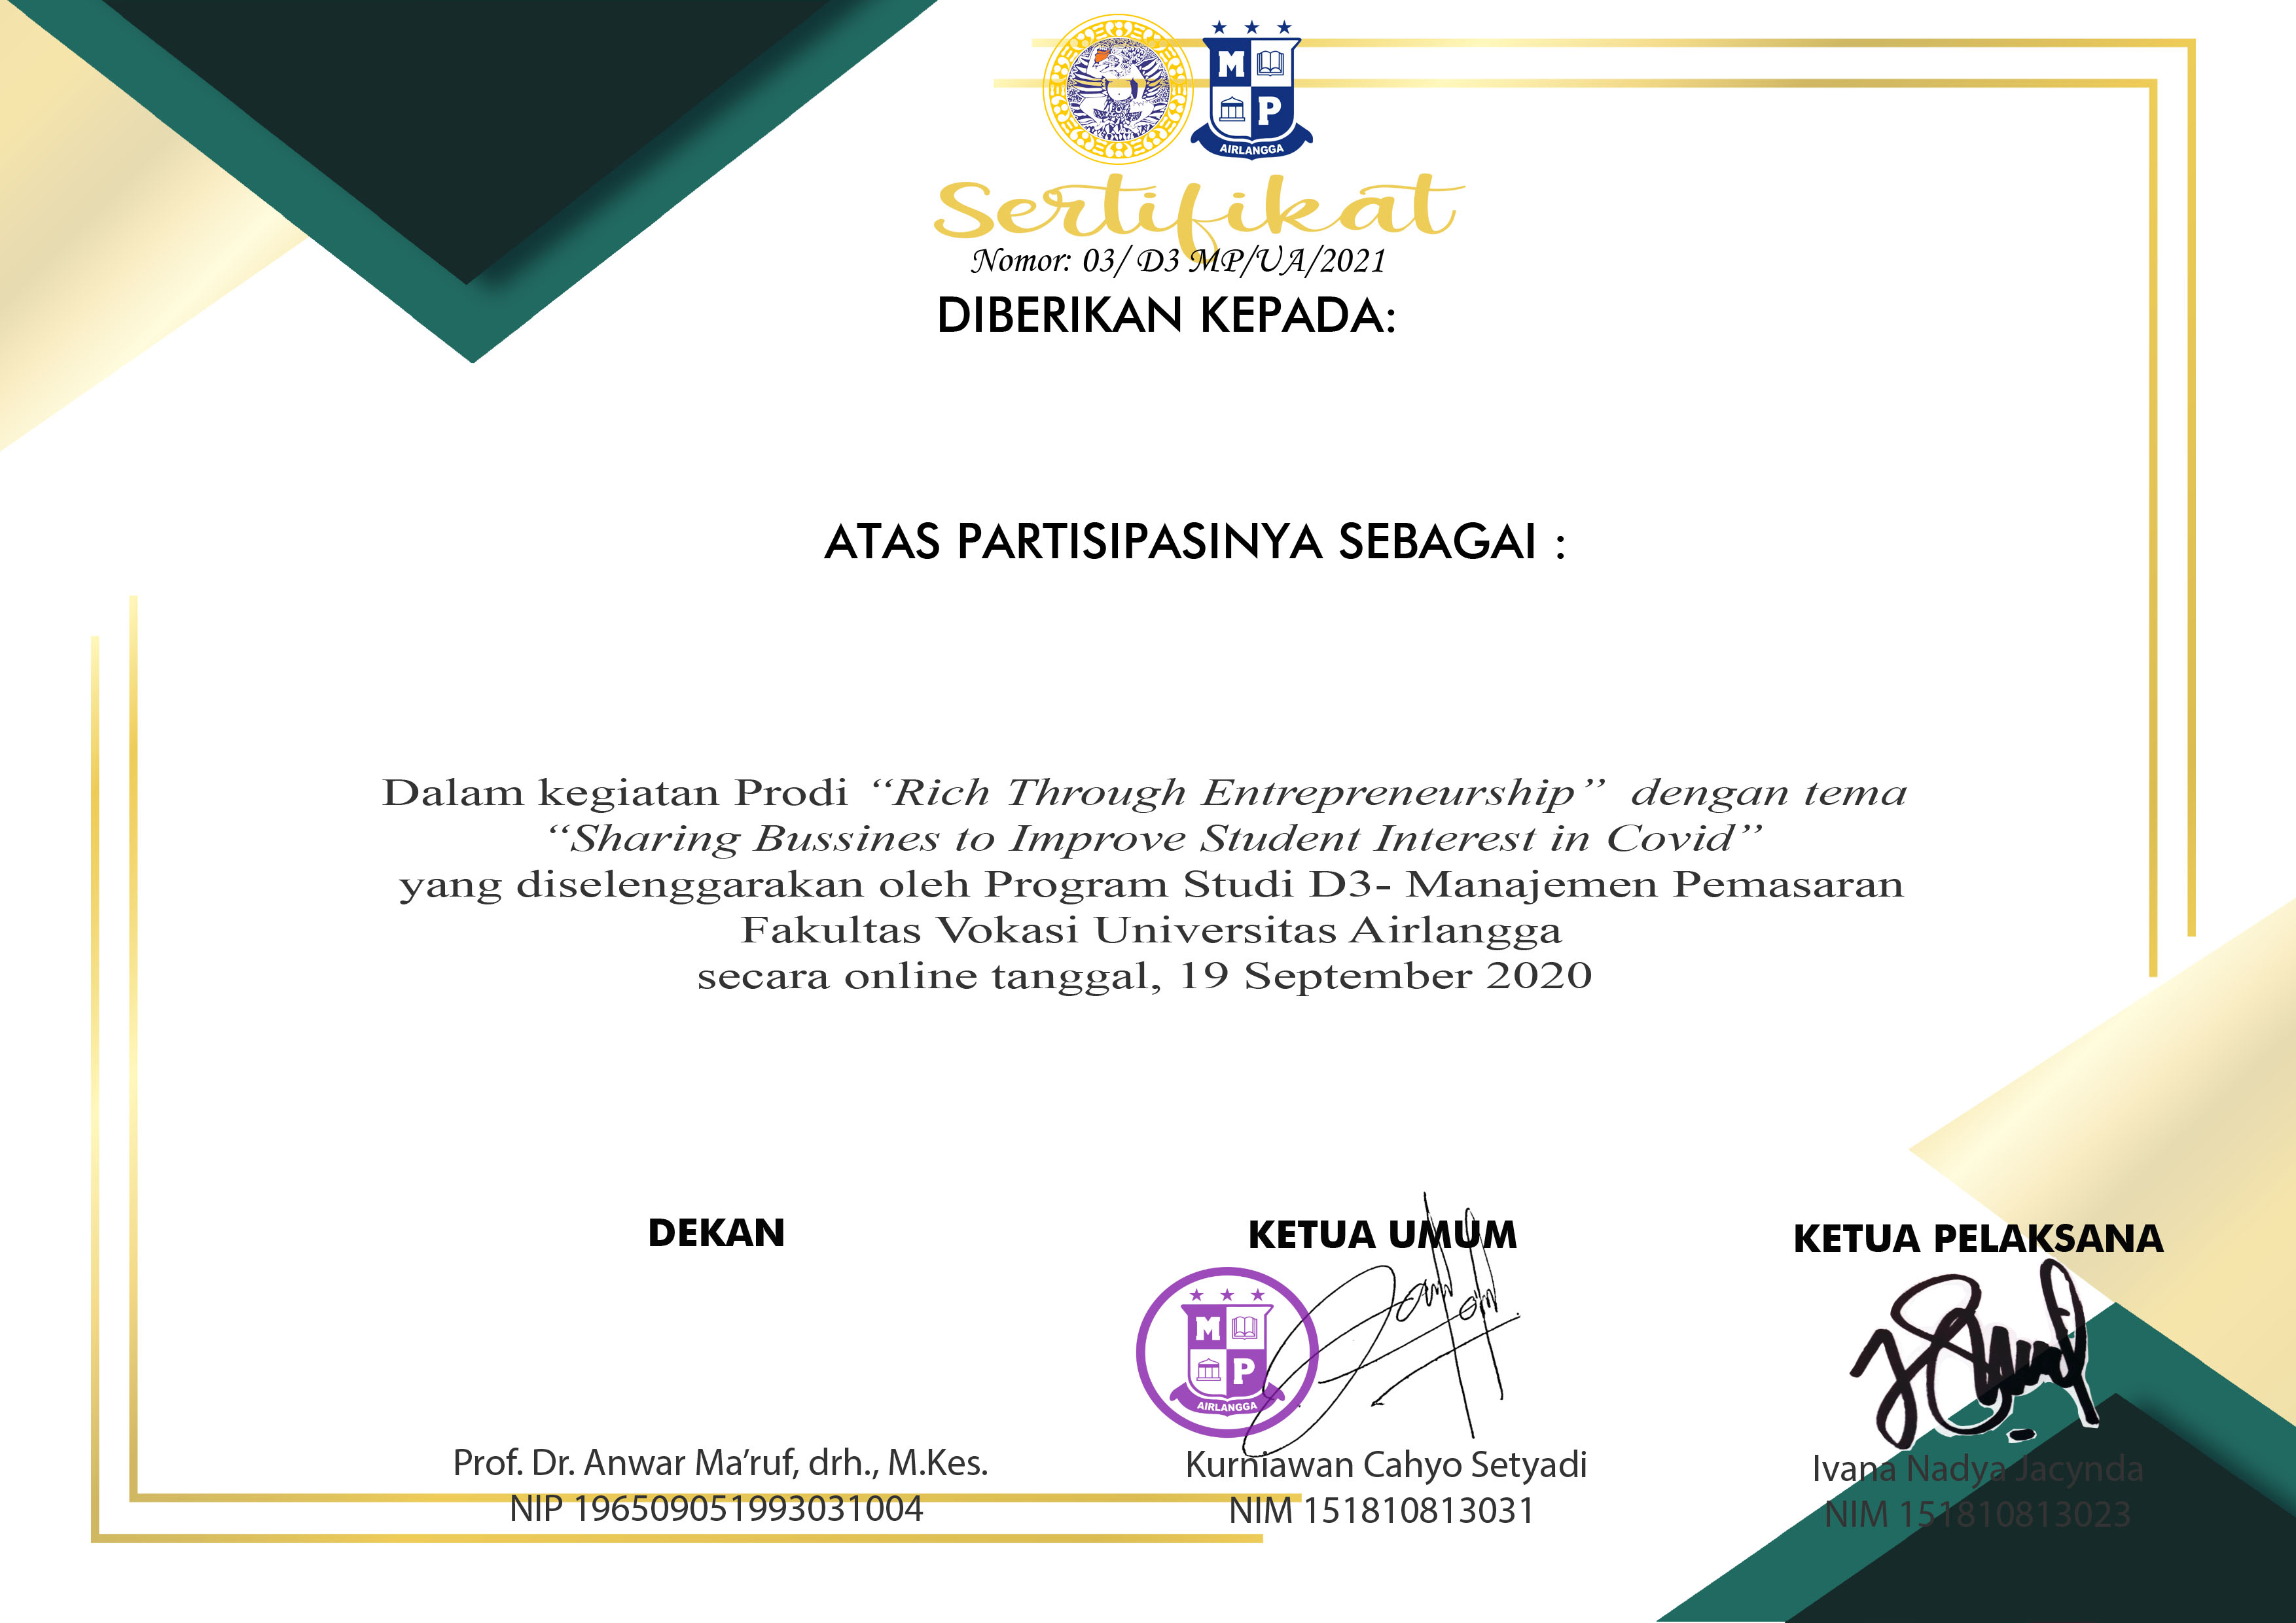 M
P
AIRLANGGA
Sertifikat
Nomor: 03/ D3 MP/UA/2021
DIBERIKAN KEPADA:
ATAS PARTISIPASINYA SEBAGAI :
Dalam kegiatan Prodi “Rich Through Entrepreneurship” dengan tema
“Sharing Bussines to Improve Student Interest in Covid”
yang diselenggarakan oleh Program Studi D3- Manajemen Pemasaran
Fakultas Vokasi Universitas Airlangga
secara online tanggal, 19 September 2020
DEKAN
Prof. Dr. Anwar Ma’ruf, drh., M.Kes.
NIP 196509051993031004
KETUA UMUM
M
P
AIRLANGGA
Kurniawan Cahyo Setyadi
NIM 151810813031
KETUA PELAKSANA
Ivana Nadya Jacynda
NIM 151810813023